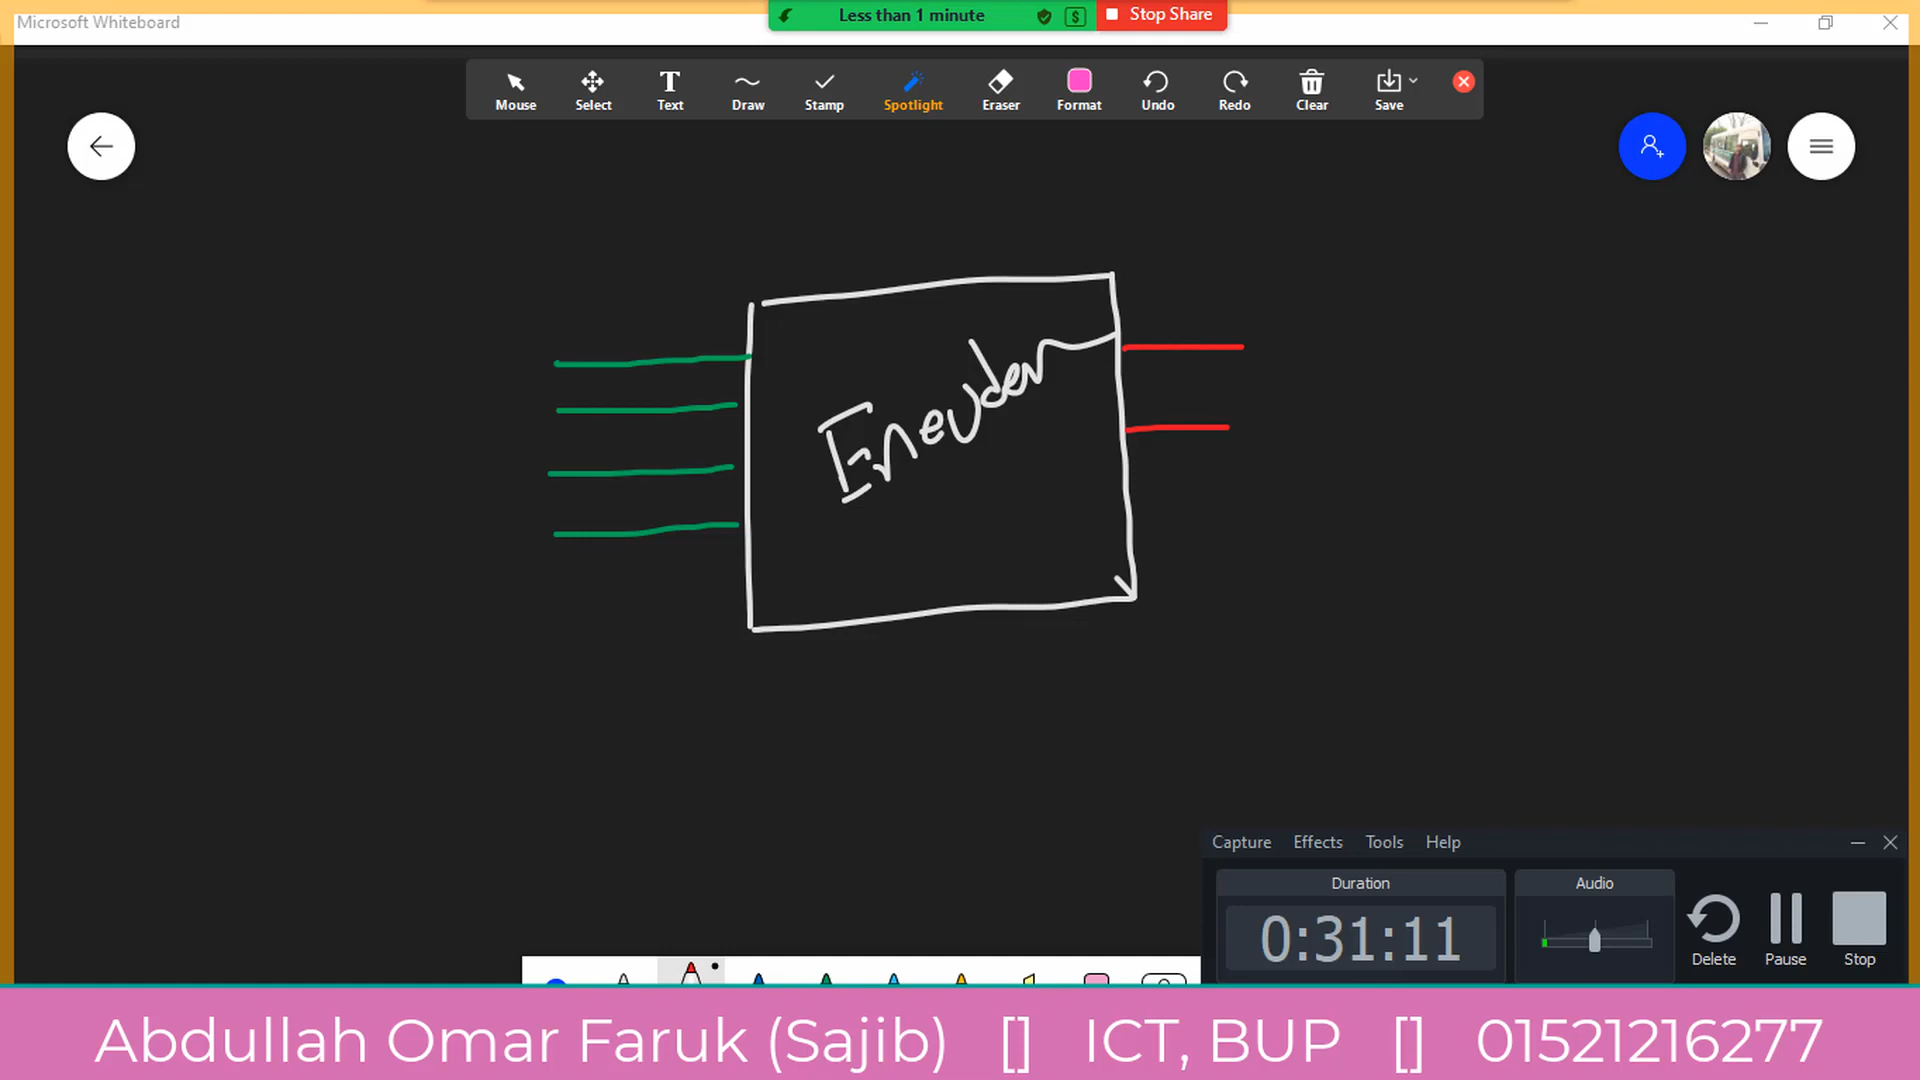 Microsoft Whiteboard
Less than 1 minute
Stop Share
Mouse Select Text Draw Stamp Spotlight Eraser Format Undo Redo Clear Save
Encoder
Capture Effects Tools Help
Duration Audio
0:31:11
Delete Pause Stop
Abdullah Omar Faruk (Sajib) [] ICT, BUP [] 01521216277